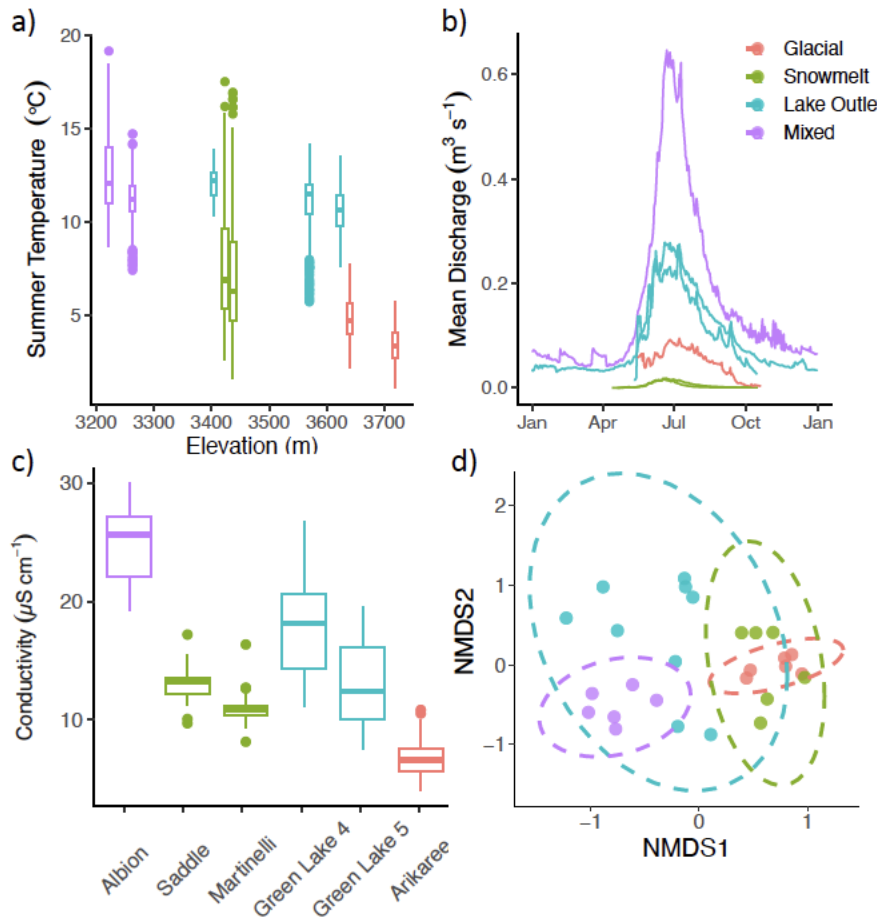 a)
Summer Temperature (°C)
20
15
10
5
3200 3300 3400 3500 3600 3700
Elevation (m)
b)
Mean Discharge (m³ s⁻¹)
0.6
0.4
0.2
0.0
Jan Apr Jul Oct Jan
Glacial
Snowmelt
Lake Outle
Mixed
c)
Conductivity (µS cm⁻¹)
30
20
10
Albion
Saddle
Martinelli
Green Lake 4
Green Lake 5
Arikaree
d)
NMDS2
2
1
0
−1
−1 0 1
NMDS1